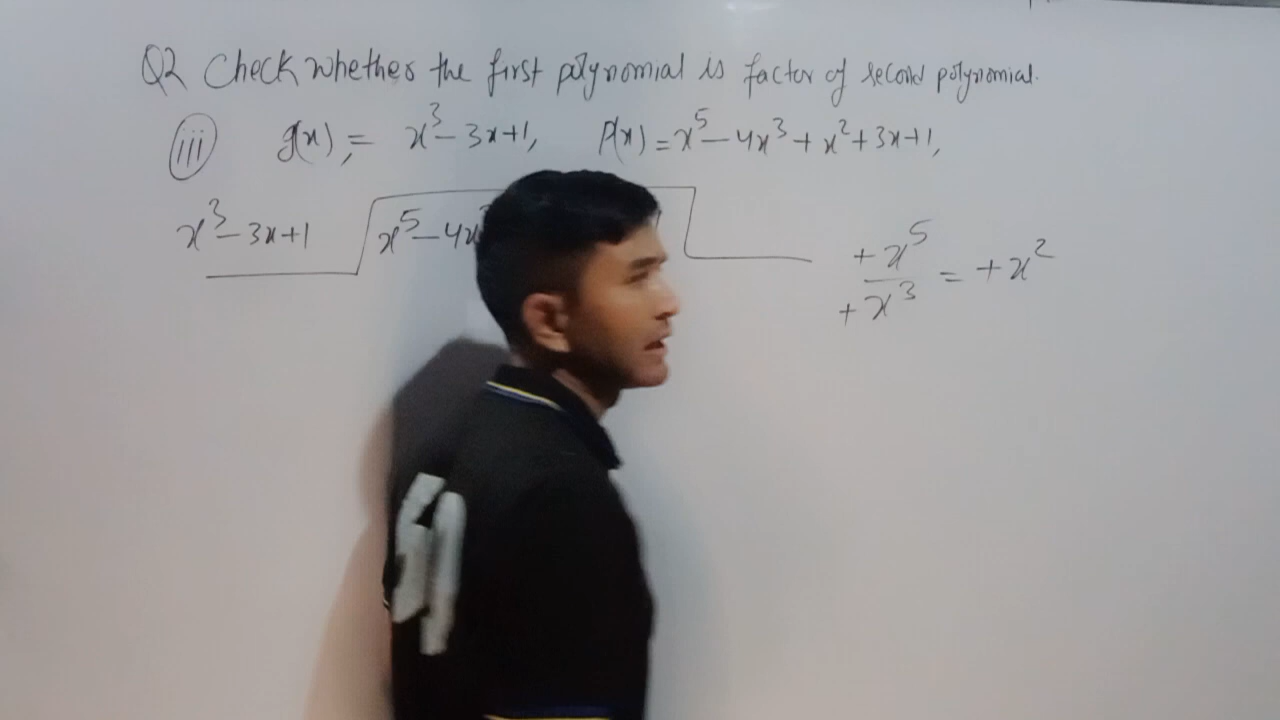 Q2 Check whether the first polynomial is factor of second polynomial.
(iii) g(x) = x³ - 3x + 1, P(x) = x⁵ - 4x³ + x² + 3x + 1,
x³ - 3x + 1 x⁵ - 4x
+x⁵ / +x³ = +x²